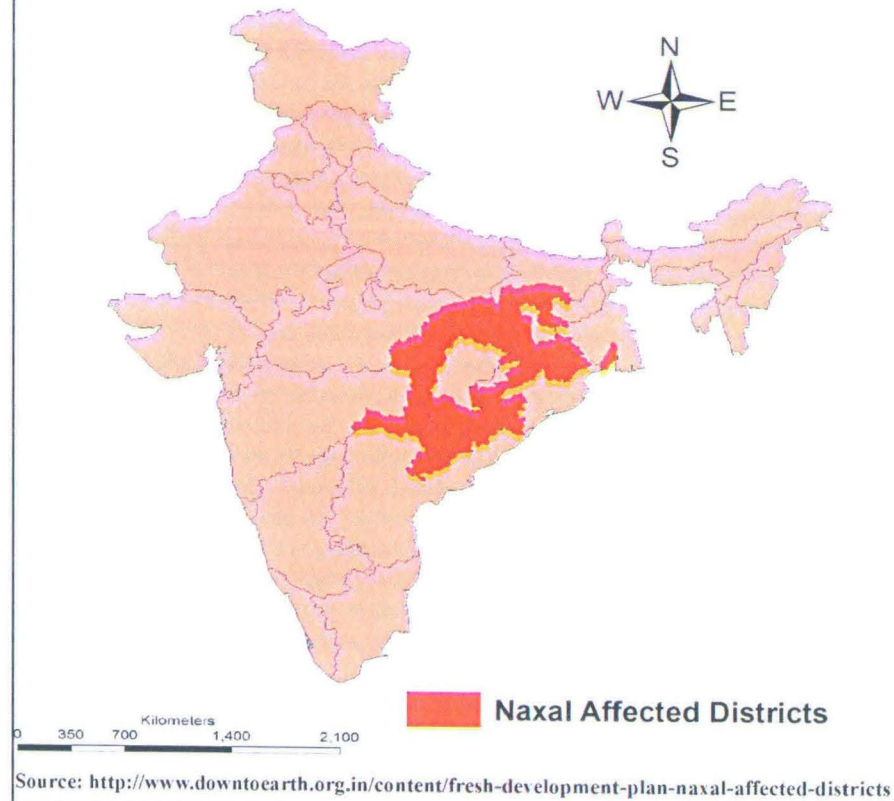 N
W E
S
Naxal Affected Districts
Kilometers
0 350 700 1,400 2,100
Source: http://www.downtoearth.org.in/content/fresh-development-plan-naxal-affected-districts